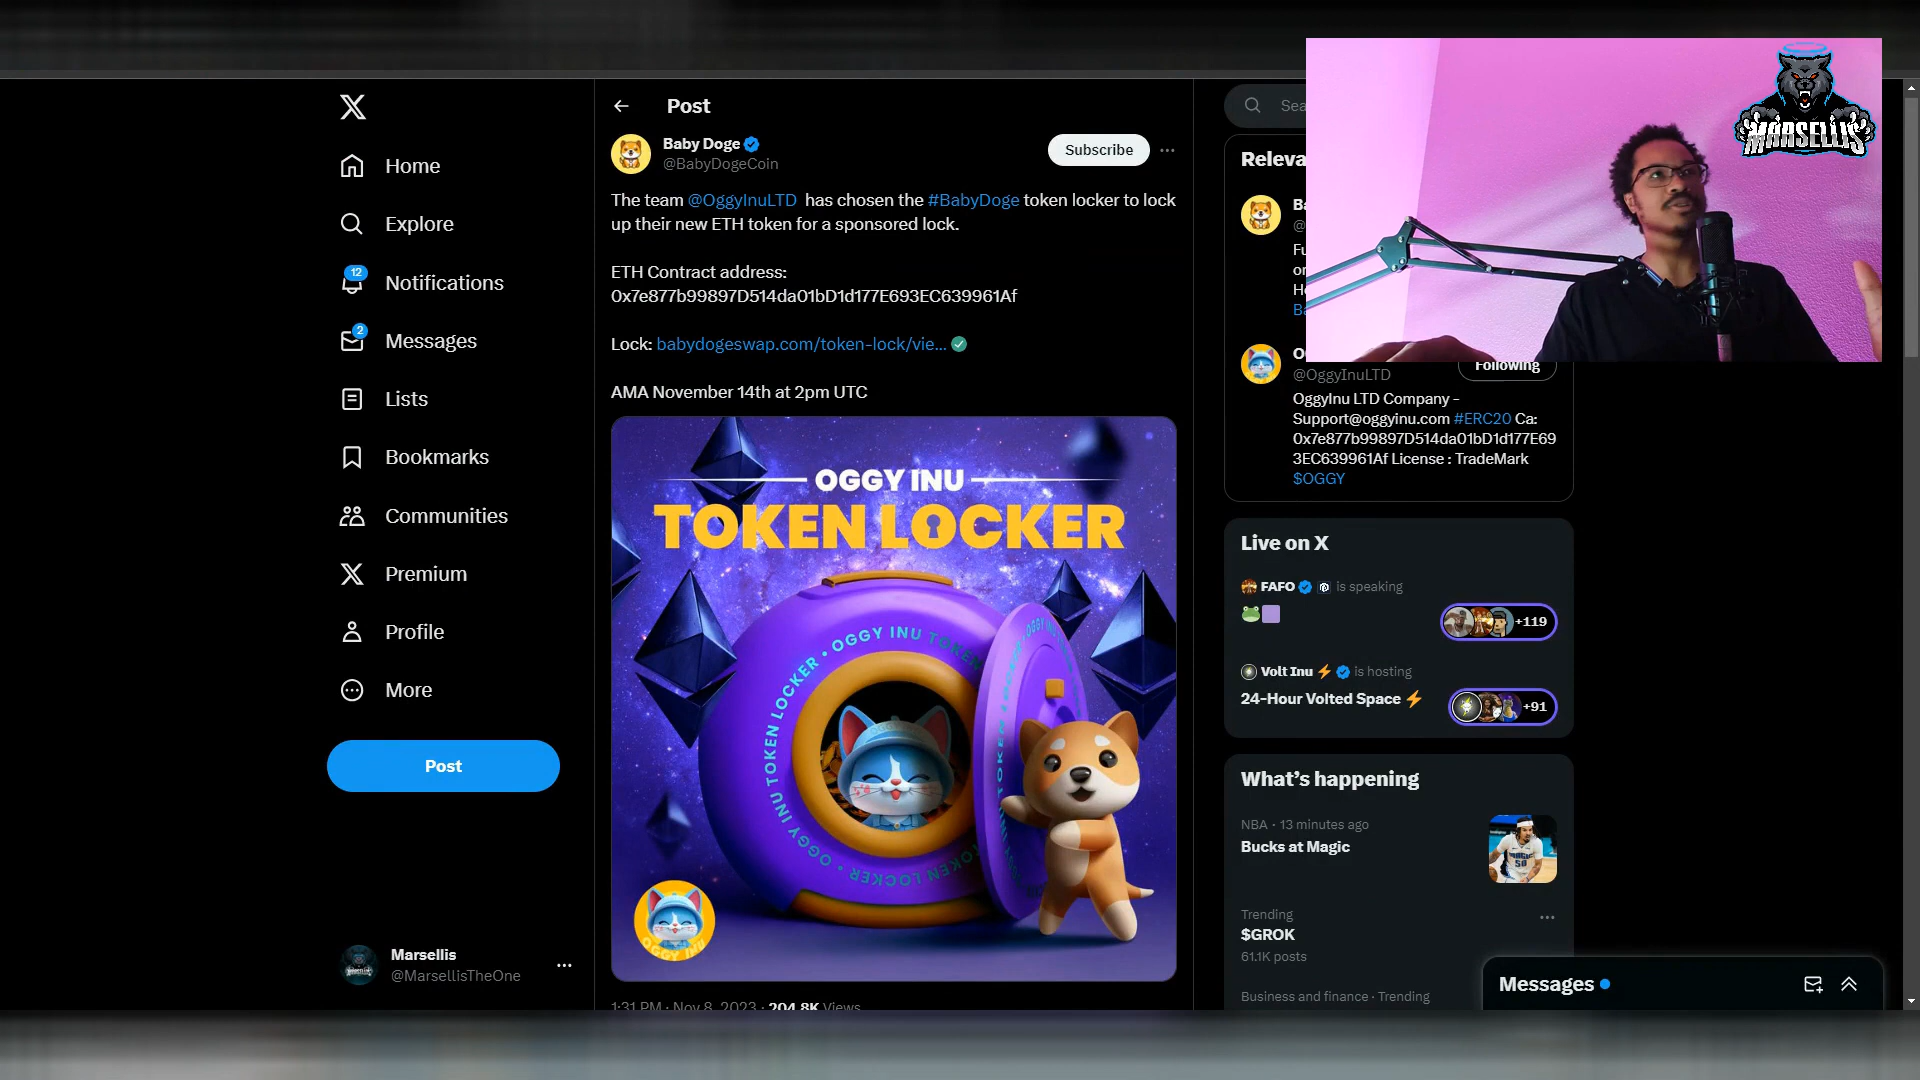 Home
Explore
12
Notifications
2
Messages
Lists
Bookmarks
Communities
Premium
Profile
More
Post
Marsellis
@MarsellisTheOne
Post
Baby Doge
@BabyDogeCoin
Subscribe
The team @OggyInuLTD has chosen the #BabyDoge token locker to lock
up their new ETH token for a sponsored lock.
ETH Contract address:
0x7e877b99897D514da01bD1d177E693EC639961Af
Lock: babydogeswap.com/token-lock/vie...
AMA November 14th at 2pm UTC
OGGY INU
TOKEN LOCKER
OGGY INU TOKEN LOCKER • OGGY INU TOKEN LOCKER
OGGY INU
1:31 PM · Nov 8, 2023 · 204.8K Views
MARSELLIS
@OggyInuLTD
Following
OggyInu LTD Company -
Support@oggyinu.com #ERC20 Ca:
0x7e877b99897D514da01bD1d177E69
3EC639961Af License : TradeMark
$OGGY
Live on X
FAFO is speaking
+119
Volt Inu is hosting
24-Hour Volted Space
+91
What's happening
NBA · 13 minutes ago
Bucks at Magic
Trending
$GROK
61.1K posts
Business and finance · Trending
Messages